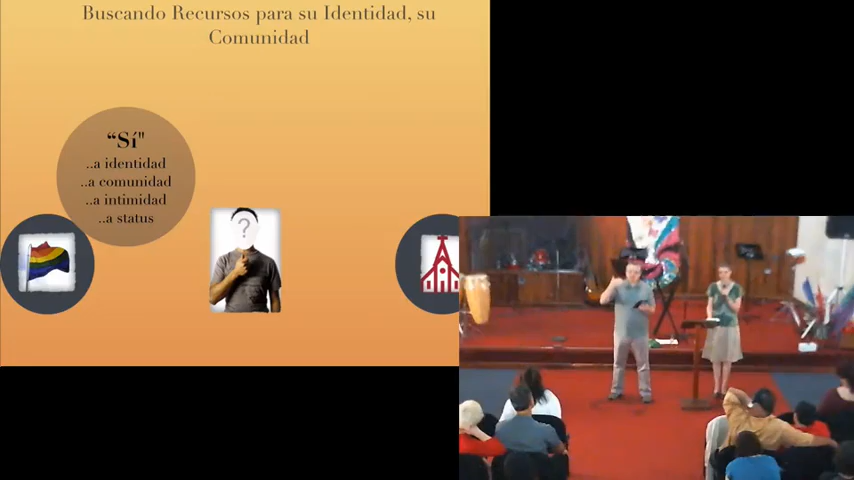 Buscando Recursos para su Identidad, su
Comunidad
“Sí"
..a identidad
..a comunidad
..a intimidad
..a status
?